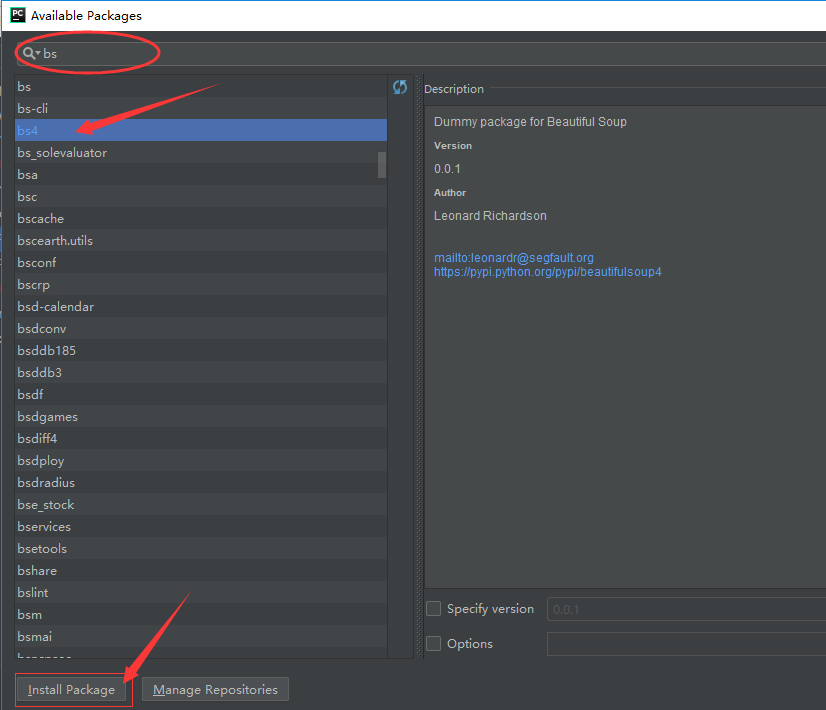 PC Available Packages
bs
bs
bs-cli
bs4
bs_solevaluator
bsa
bsc
bscache
bscearth.utils
bsconf
bscrp
bsd-calendar
bsdconv
bsddb185
bsddb3
bsdf
bsdgames
bsdiff4
bsdploy
bsdradius
bse_stock
bservices
bsetools
bshare
bslint
bsm
bsmai
Description
Dummy package for Beautiful Soup
Version
0.0.1
Author
Leonard Richardson
mailto:leonardr@segfault.org
https://pypi.python.org/pypi/beautifulsoup4
Specify version 0.0.1
Options
Install Package Manage Repositories